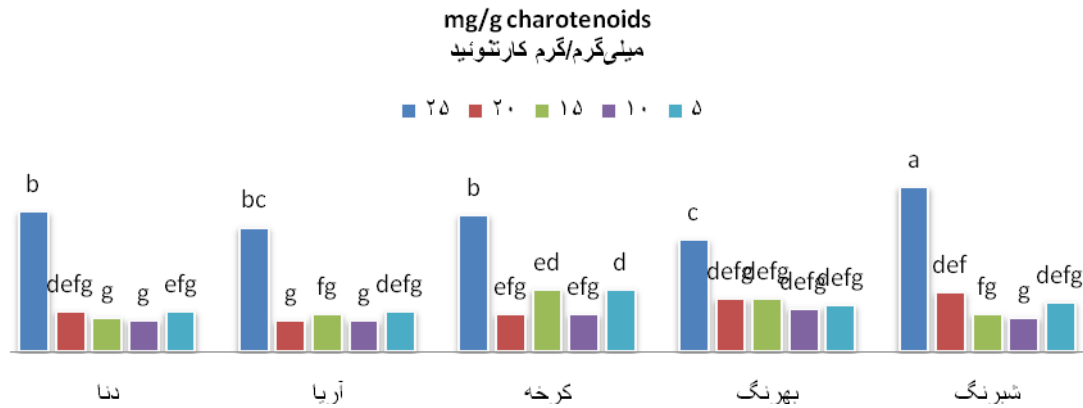 mg/g charotenoids
میلی‌گرم/گرم کارتنوئید
۲۵ ۲۰ ۱۵ ۱۰ ۵
b defg g g efg
bc g fg g defg
b efg ed efg d
c defg defg defg defg
a def fg g defg
دنا آریا کرخه بهرنگ شبرنگ